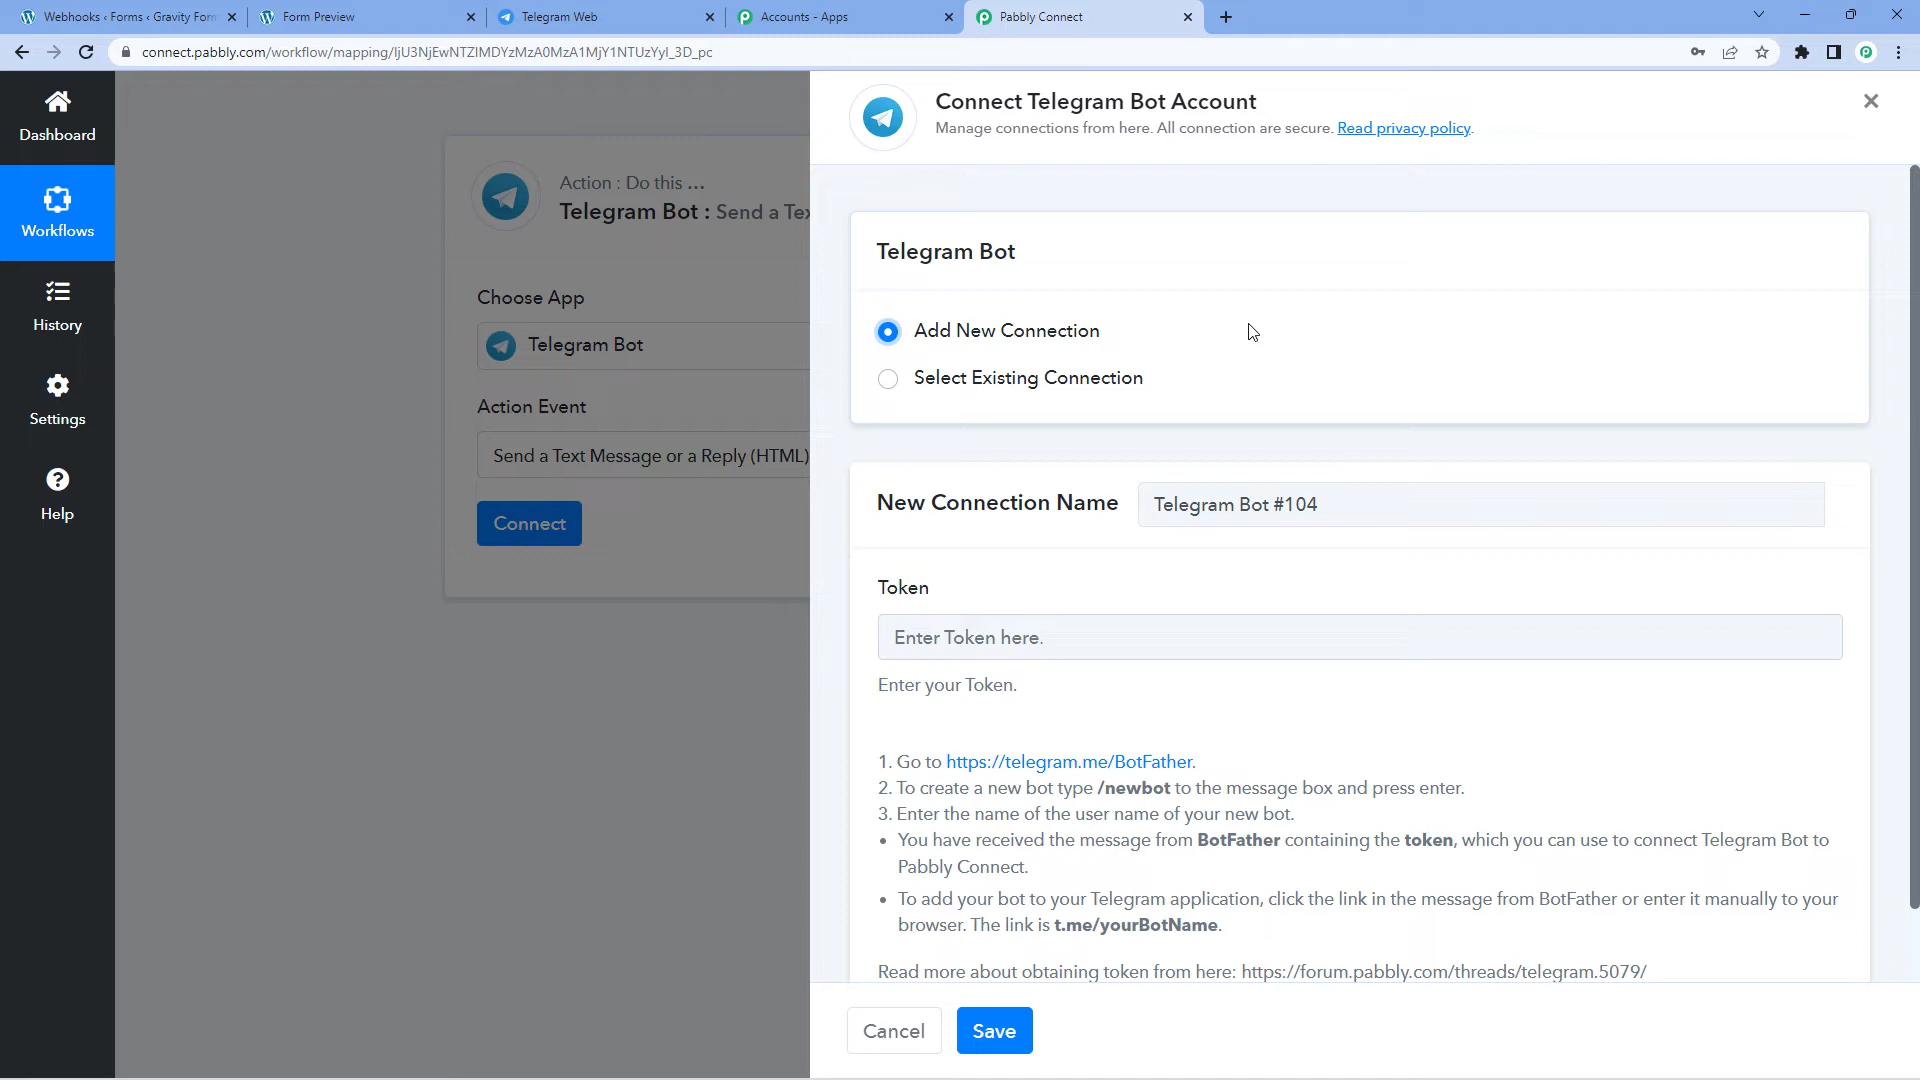 Webhooks ‹ Forms ‹ Gravity Form
Form Preview
Telegram Web
Accounts - Apps
Pabbly Connect
connect.pabbly.com/workflow/mapping/IjU3NjEwNTZlMDYzMzA0MzA1MjY1NTUzYyI_3D_pc
Dashboard
Workflows
History
Settings
Help
Action : Do this ...
Telegram Bot : Send a Tex
Choose App
Telegram Bot
Action Event
Send a Text Message or a Reply (HTML)
Connect
Connect Telegram Bot Account
Manage connections from here. All connection are secure. Read privacy policy.
Telegram Bot
Add New Connection
Select Existing Connection
New Connection Name
Telegram Bot #104
Token
Enter Token here.
Enter your Token.
1. Go to https://telegram.me/BotFather.
2. To create a new bot type /newbot to the message box and press enter.
3. Enter the name of the user name of your new bot.
• You have received the message from BotFather containing the token, which you can use to connect Telegram Bot to
Pabbly Connect.
• To add your bot to your Telegram application, click the link in the message from BotFather or enter it manually to your
browser. The link is t.me/yourBotName.
Read more about obtaining token from here: https://forum.pabbly.com/threads/telegram.5079/
Cancel
Save